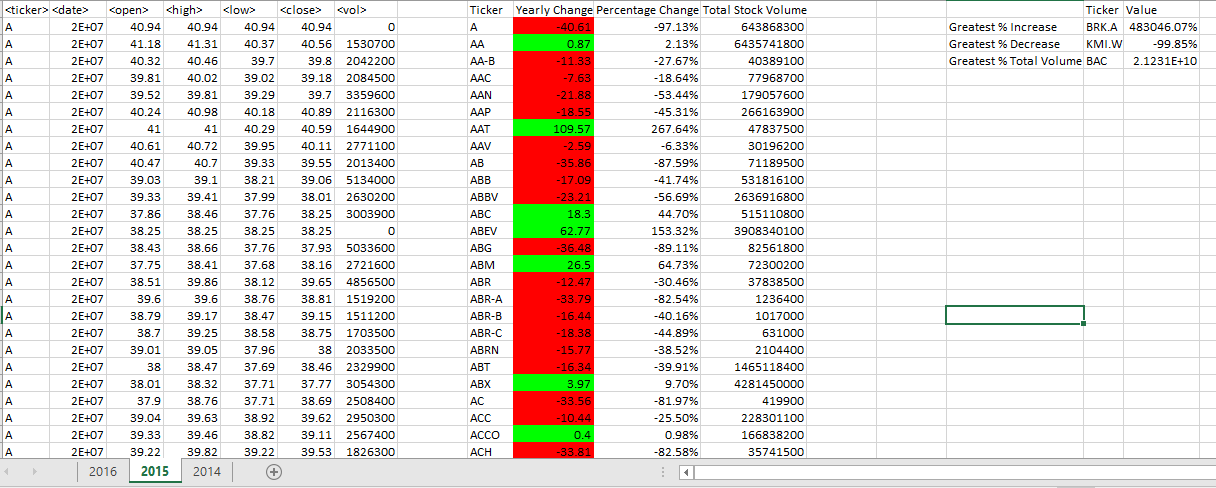 <ticker> <date> <open> <high> <low> <close> <vol> Ticker Yearly Change Percentage Change Total Stock Volume Ticker Value
A 2E+07 40.94 40.94 40.94 40.94 0 A -40.61 -97.13% 643868300 Greatest % Increase BRK.A 483046.07%
A 2E+07 41.18 41.31 40.37 40.56 1530700 AA 0.87 2.13% 6435741800 Greatest % Decrease KMI.W -99.85%
A 2E+07 40.32 40.46 39.7 39.8 2042200 AA-B -11.33 -27.67% 40389100 Greatest % Total Volume BAC 2.1231E+10
A 2E+07 39.81 40.02 39.02 39.18 2084500 AAC -7.63 -18.64% 77968700
A 2E+07 39.52 39.81 39.29 39.7 3359600 AAN -21.88 -53.44% 179057600
A 2E+07 40.24 40.98 40.18 40.89 2116300 AAP -18.55 -45.31% 266163900
A 2E+07 41 41 40.29 40.59 1644900 AAT 109.57 267.64% 47837500
A 2E+07 40.61 40.72 39.95 40.11 2771100 AAV -2.59 -6.33% 30196200
A 2E+07 40.47 40.7 39.33 39.55 2013400 AB -35.86 -87.59% 71189500
A 2E+07 39.03 39.1 38.21 39.06 5134000 ABB -17.09 -41.74% 531816100
A 2E+07 39.33 39.41 37.99 38.01 2630200 ABBV -23.21 -56.69% 2636916800
A 2E+07 37.86 38.46 37.76 38.25 3003900 ABC 18.3 44.70% 515110800
A 2E+07 38.25 38.25 38.25 38.25 0 ABEV 62.77 153.32% 3908340100
A 2E+07 38.43 38.66 37.76 37.93 5033600 ABG -36.48 -89.11% 82561800
A 2E+07 37.75 38.41 37.68 38.16 2721600 ABM 26.5 64.73% 72300200
A 2E+07 38.51 39.86 38.12 39.65 4856500 ABR -12.47 -30.46% 37838500
A 2E+07 39.6 39.6 38.76 38.81 1519200 ABR-A -33.79 -82.54% 1236400
A 2E+07 38.79 39.17 38.47 39.15 1511200 ABR-B -16.44 -40.16% 1017000
A 2E+07 38.7 39.25 38.58 38.75 1703500 ABR-C -18.38 -44.89% 631000
A 2E+07 39.01 39.05 37.96 38 2033500 ABRN -15.77 -38.52% 2104400
A 2E+07 38 38.47 37.69 38.46 2329900 ABT -16.34 -39.91% 1465118400
A 2E+07 38.01 38.32 37.71 37.77 3054300 ABX 3.97 9.70% 4281450000
A 2E+07 37.9 38.76 37.71 38.69 2508400 AC -33.56 -81.97% 419900
A 2E+07 39.04 39.63 38.92 39.62 2950300 ACC -10.44 -25.50% 228301100
A 2E+07 39.33 39.46 38.82 39.11 2567400 ACCO 0.4 0.98% 166838200
A 2E+07 39.22 39.82 39.22 39.53 1826300 ACH -33.81 -82.58% 35741500
2016 2015 2014